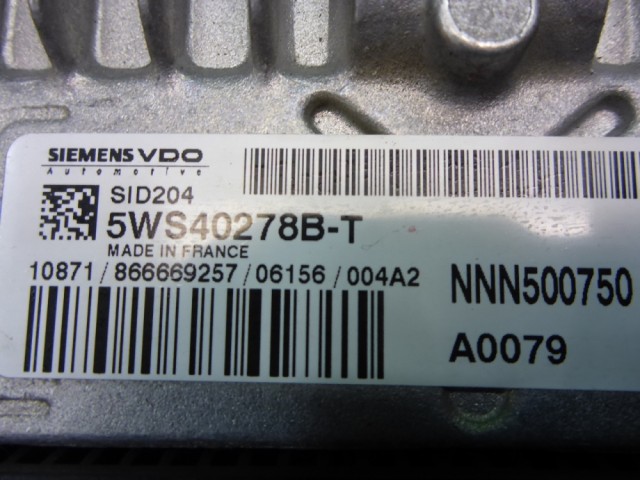 SIEMENS VDO
Automotive
SID204
5WS40278B-T
MADE IN FRANCE
10871/866669257/06156/004A2
NNN500750
A0079